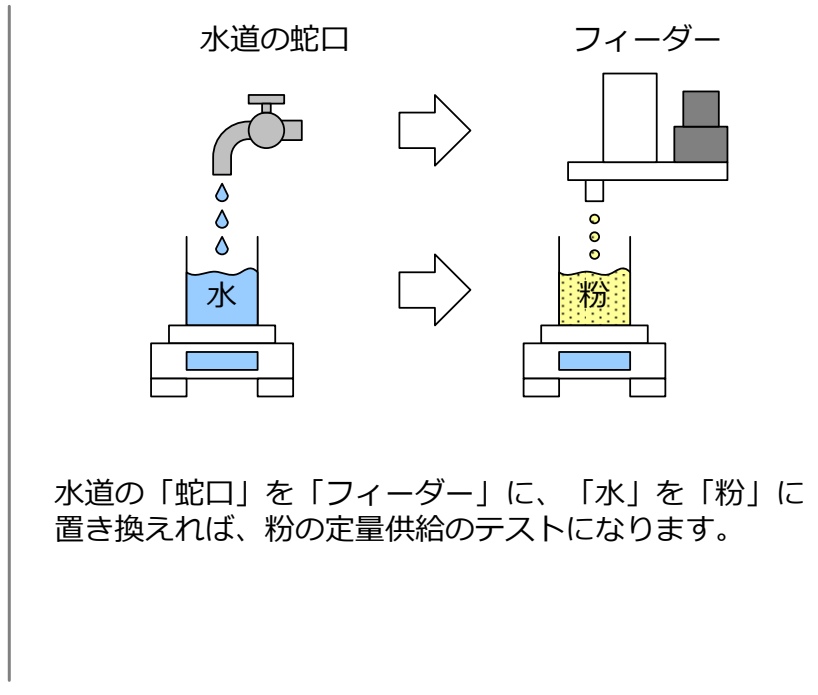 水道の蛇口
フィーダー
水
粉
水道の「蛇口」を「フィーダー」に、「水」を「粉」に
置き換えれば、粉の定量供給のテストになります。